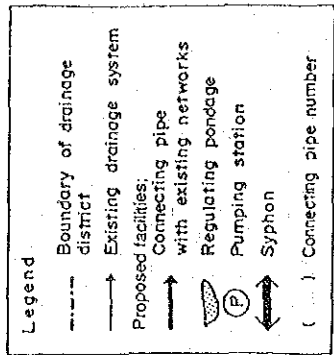 Legend
Boundary of drainage
district
Existing drainage system
Proposed facilities;
Connecting pipe
with existing networks
Regulating pondage
P Pumping station
Syphon
( ... ) Connecting pipe number